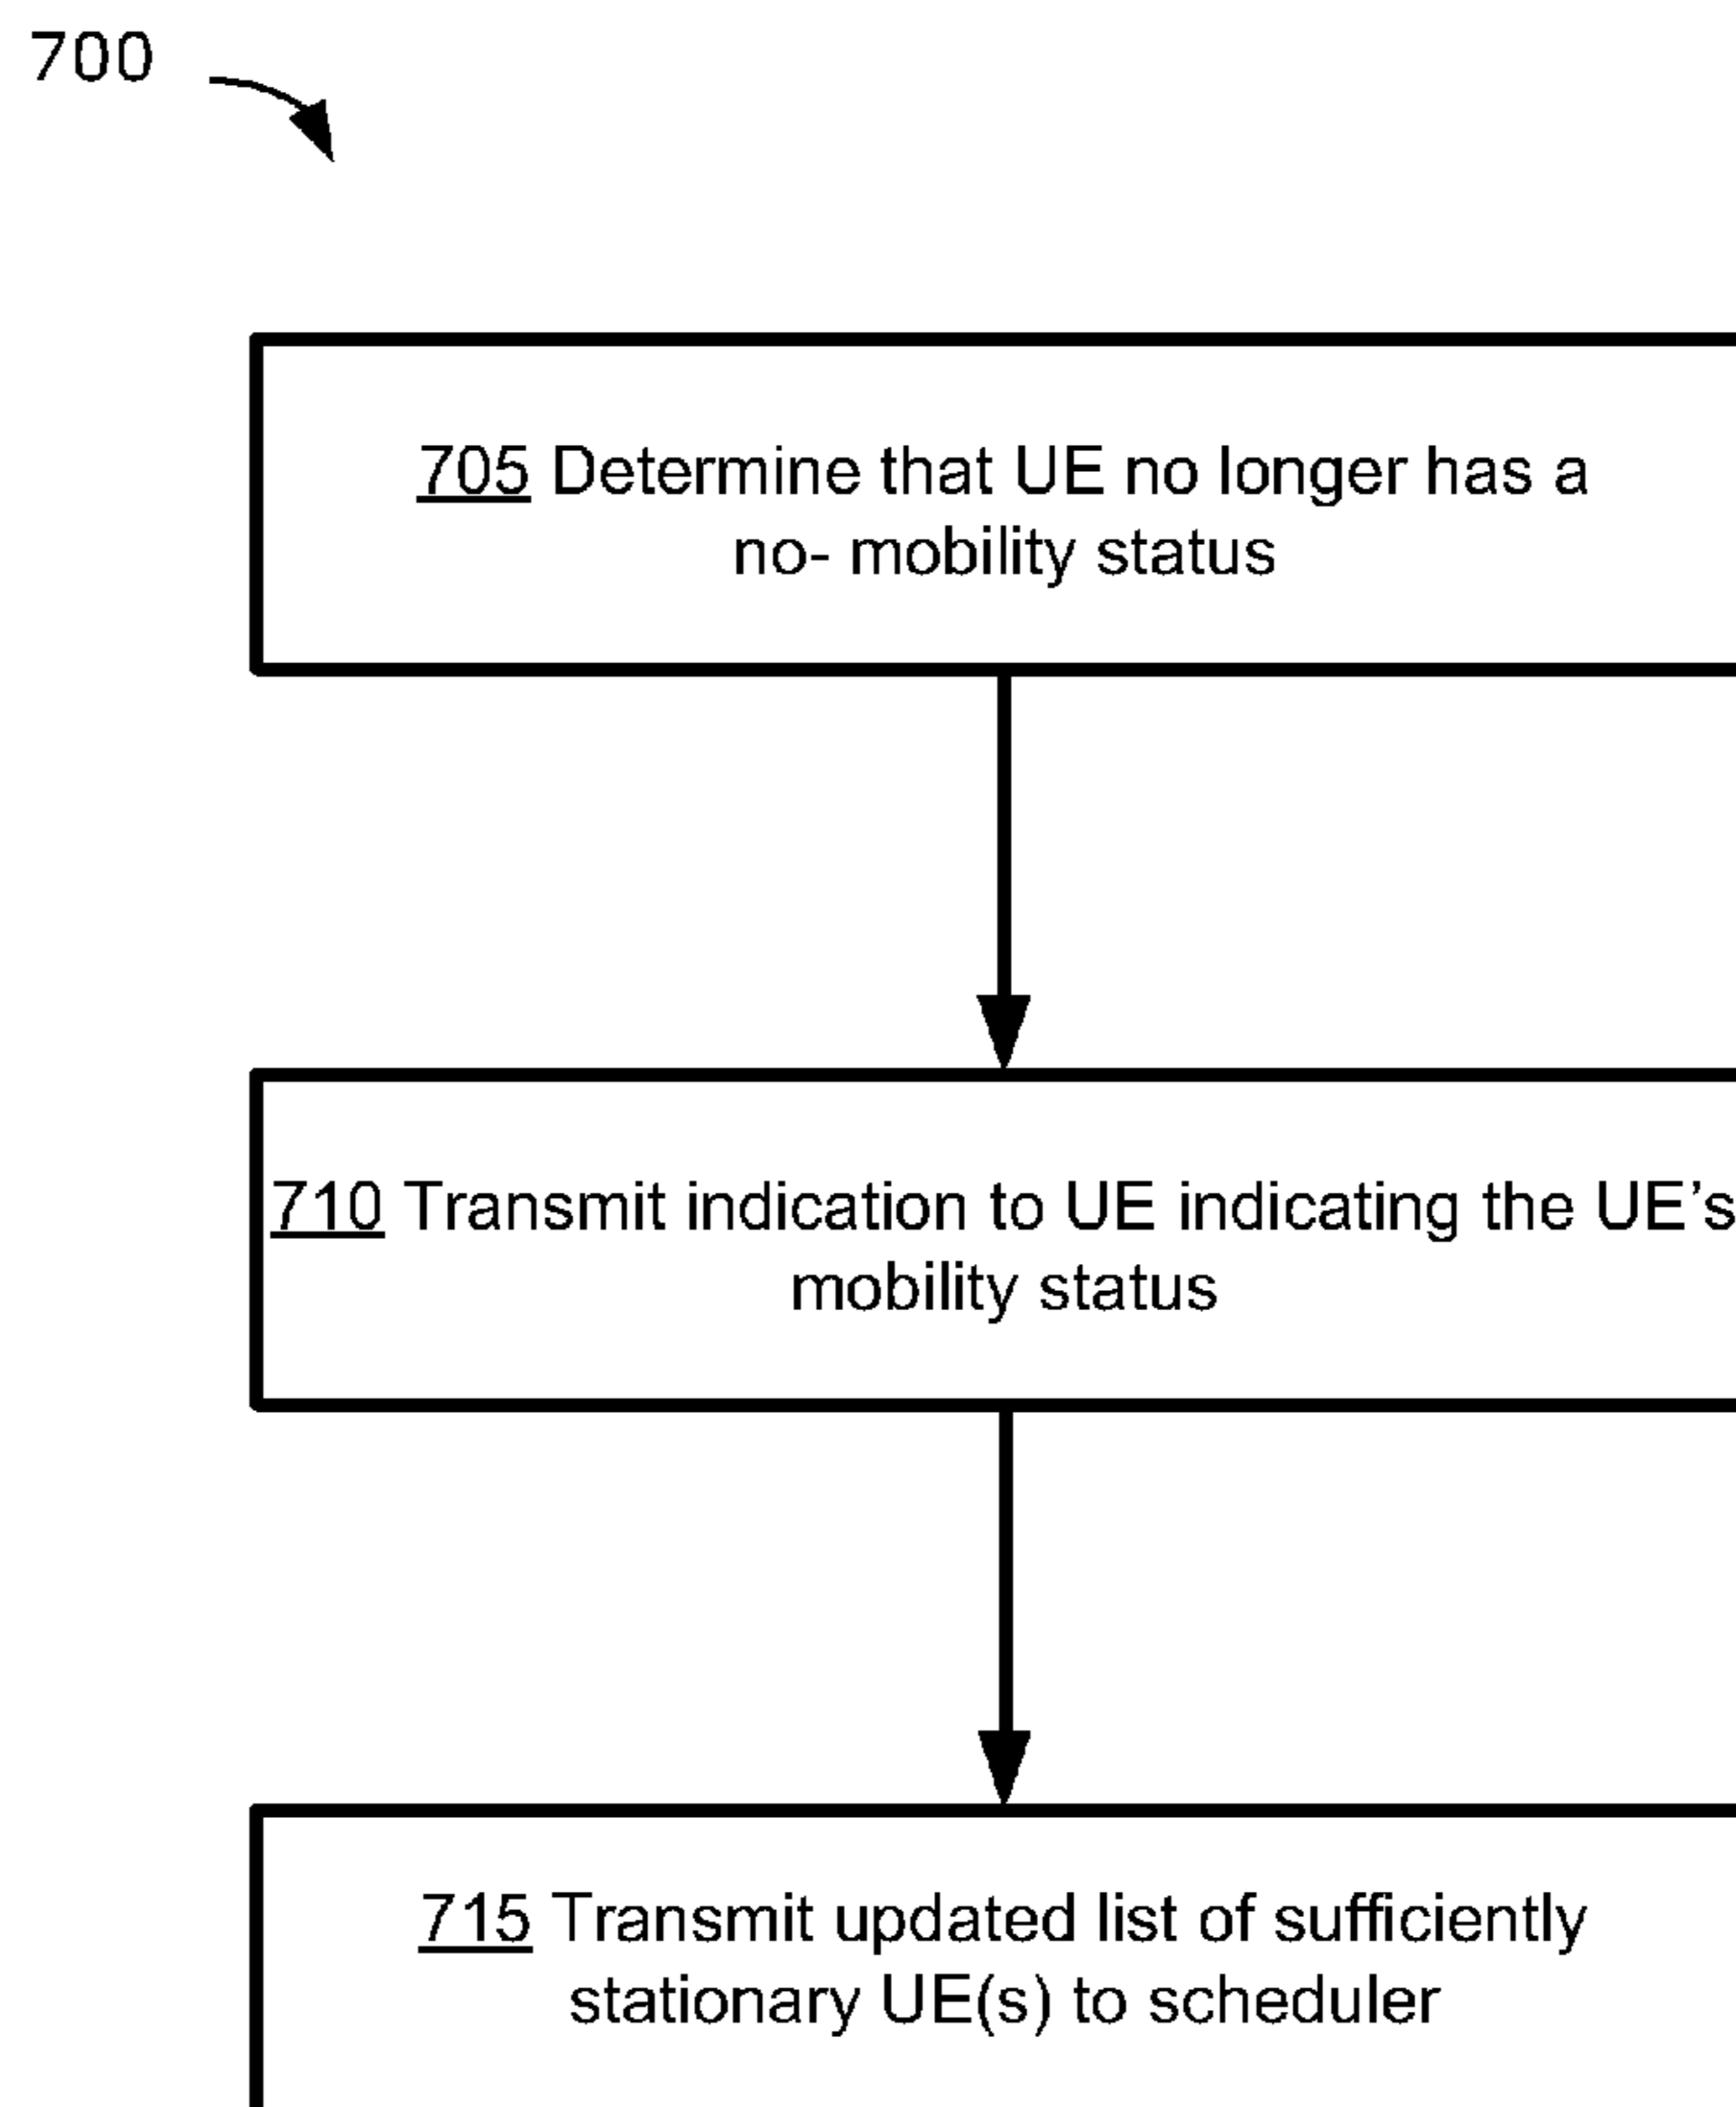 700
705 Determine that UE no longer has a
no- mobility status
710 Transmit indication to UE indicating the UE's
mobility status
715 Transmit updated list of sufficiently
stationary UE(s) to scheduler